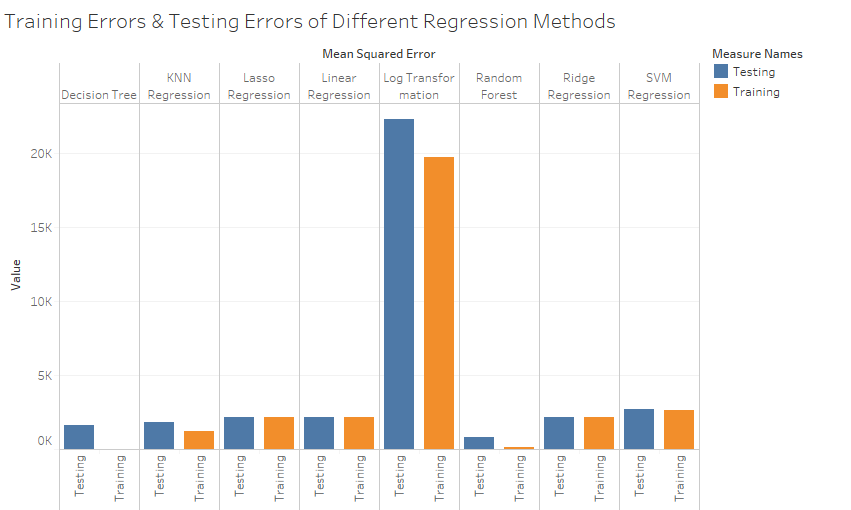 Training Errors & Testing Errors of Different Regression Methods
Mean Squared Error
Decision Tree
KNN
Regression
Lasso
Regression
Linear
Regression
Log Transfor
mation
Random
Forest
Ridge
Regression
SVM
Regression
Value
20K
15K
10K
5K
0K
Testing
Training
Testing
Training
Testing
Training
Testing
Training
Testing
Training
Testing
Training
Testing
Training
Testing
Training
Measure Names
Testing
Training